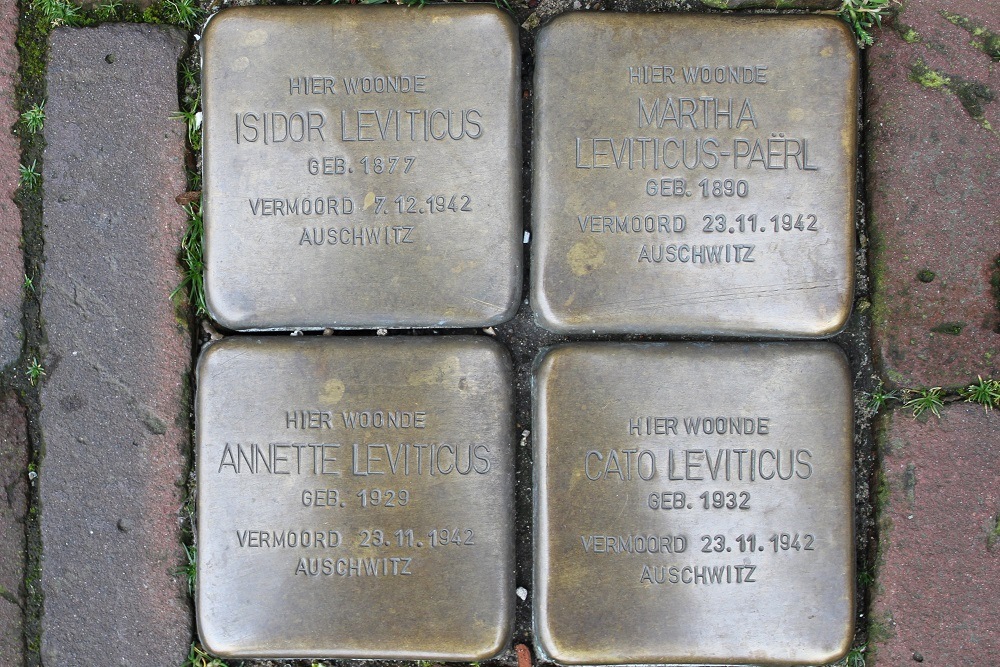 HIER WOONDE
ISIDOR LEVITICUS
GEB. 1877
VERMOORD 7.12.1942
AUSCHWITZ
HIER WOONDE
MARTHA
LEVITICUS-PAËRL
GEB. 1890
VERMOORD 23.11.1942
AUSCHWITZ
HIER WOONDE
ANNETTE LEVITICUS
GEB. 1929
VERMOORD 23.11.1942
AUSCHWITZ
HIER WOONDE
CATO LEVITICUS
GEB. 1932
VERMOORD 23.11.1942
AUSCHWITZ